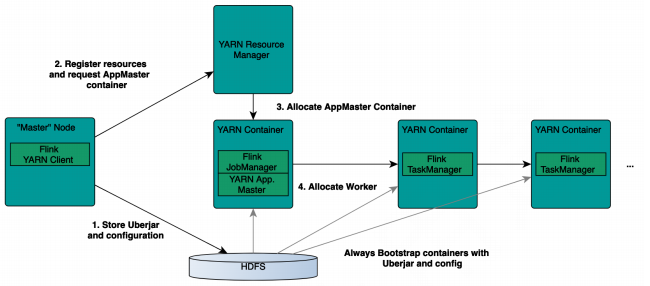 YARN Resource
Manager
2. Register resources
and request AppMaster
container
3. Allocate AppMaster Container
"Master" Node
Flink
YARN Client
YARN Container
Flink
JobManager
YARN App.
Master
YARN Container
Flink
TaskManager
YARN Container
Flink
TaskManager
...
4. Allocate Worker
1. Store Uberjar
and configuration
Always Bootstrap containers with
Uberjar and config
HDFS